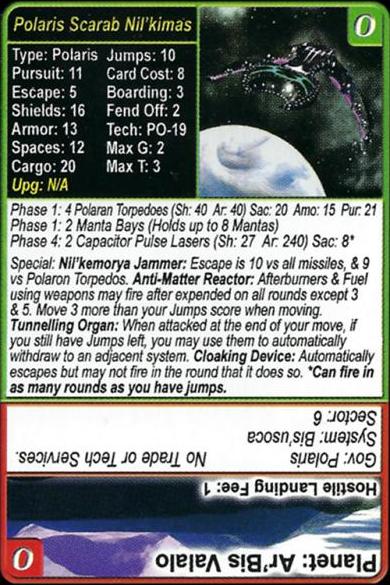 Polaris Scarab Nil'kimas
O
Type: Polaris Jumps: 10
Pursuit: 11 Card Cost: 8
Escape: 5 Boarding: 3
Shields: 16 Fend Off: 2
Armor: 13 Tech: PO-19
Spaces: 12 Max G: 2
Cargo: 20 Max T: 3
Upg: N/A
Phase 1: 4 Polaran Torpedoes (Sh: 40 Ar: 40) Sac: 20 Amo: 15 Pur: 21
Phase 1: 2 Manta Bays (Holds up to 8 Mantas)
Phase 4: 2 Capacitor Pulse Lasers (Sh: 27 Ar: 240) Sac: 8*
Special: Nil'kemorya Jammer: Escape is 10 vs all missiles, & 9
vs Polaron Torpedos. Anti-Matter Reactor: Afterburners & Fuel
using weapons may fire after expended on all rounds except 3
& 5. Move 3 more than your Jumps score when moving.
Tunnelling Organ: When attacked at the end of your move, if
you still have Jumps left, you may use them to automatically
withdraw to an adjacent system. Cloaking Device: Automatically
escapes but may not fire in the round that it does so. *Can fire in
as many rounds as you have jumps.
Planet: Ar'Bis Valalo
O
Hostile Landing Fee: 1
Gov: Polaris No Trade or Tech Services.
System: Bis'usoca
Sector: 6